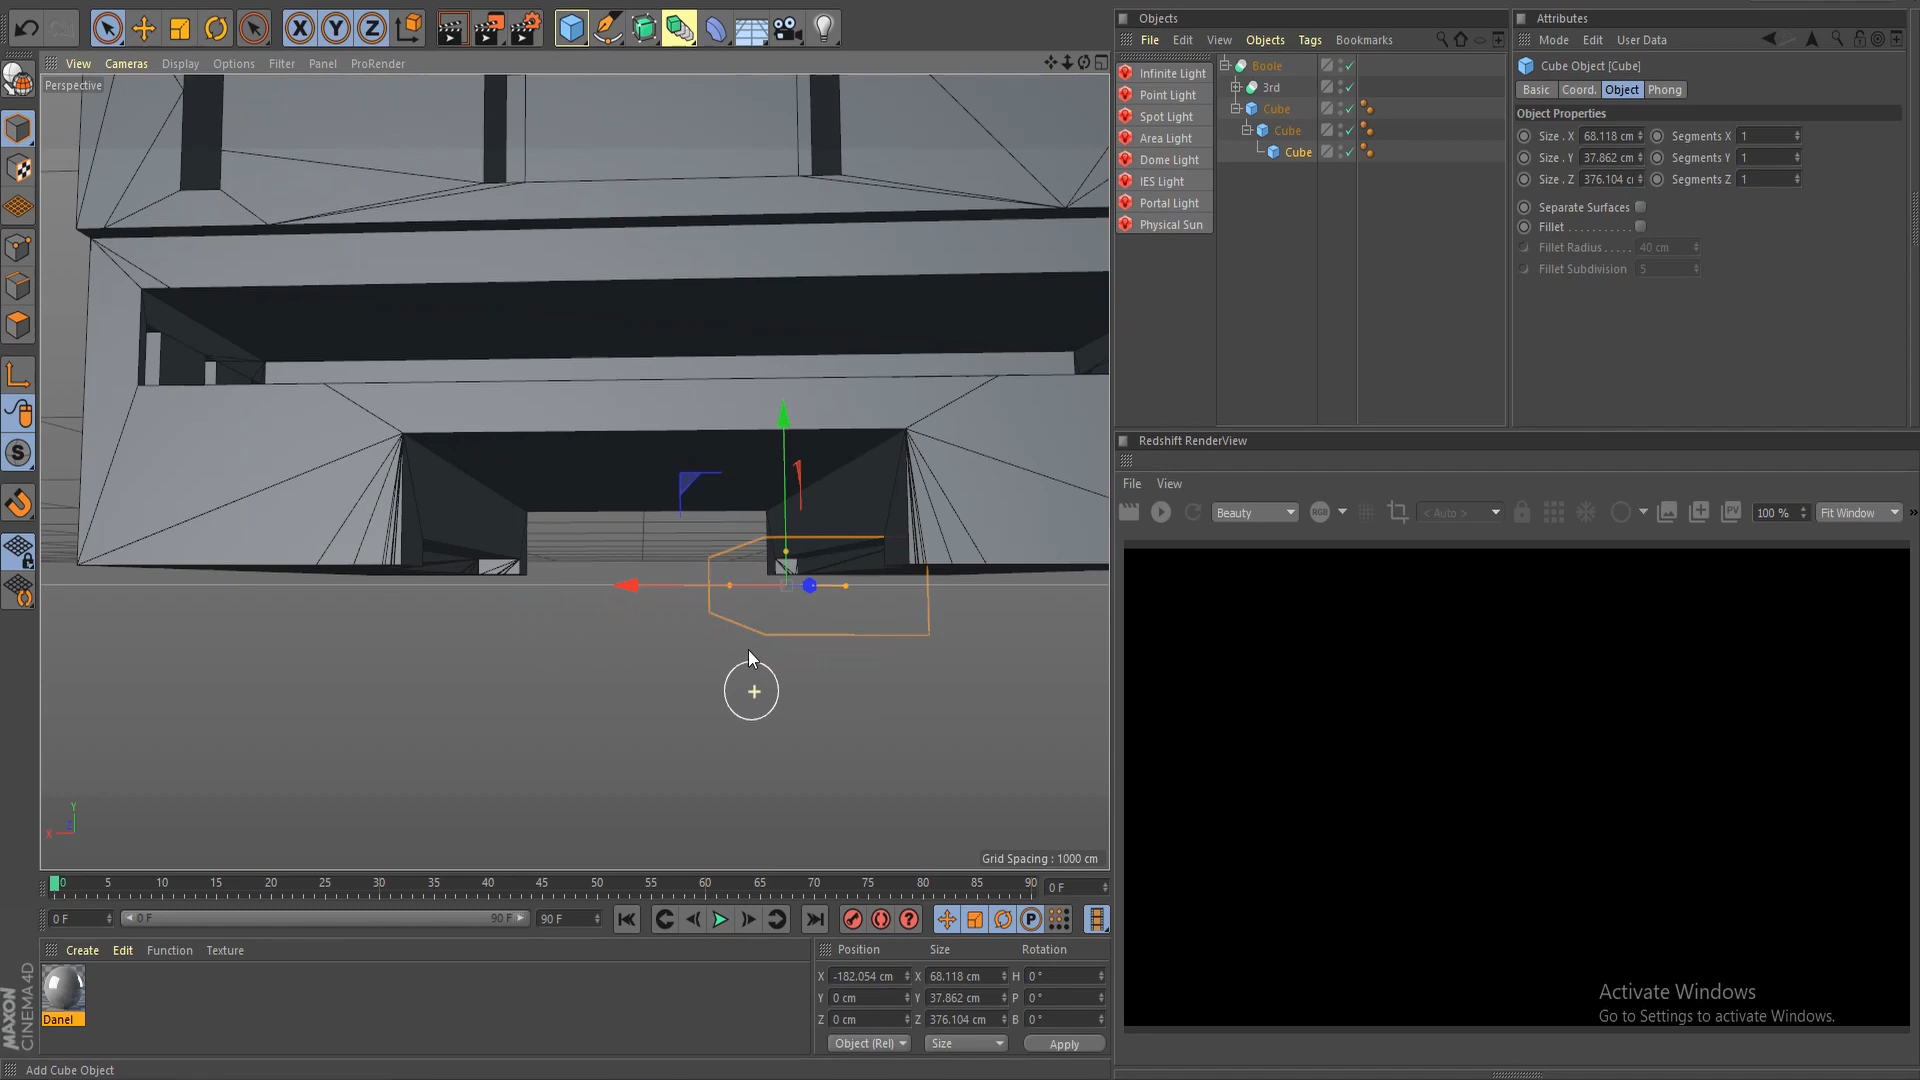 View Cameras Display Options Filter Panel ProRender
Perspective
Grid Spacing : 1000 cm
Y
X
Z
0 5 10 15 20 25 30 35 40 45 50 55 60 65 70 75 80 85 90
0 F
0 F 0 F 90 F 90 F
Create Edit Function Texture
Danel
MAXON
CINEMA 4D
Position Size Rotation
X -182.054 cm X 68.118 cm H 0 °
Y 0 cm Y 37.862 cm P 0 °
Z 0 cm Z 376.104 cm B 0 °
Object (Rel) Size Apply
Add Cube Object
Objects
File Edit View Objects Tags Bookmarks
Infinite Light
Point Light
Spot Light
Area Light
Dome Light
IES Light
Portal Light
Physical Sun
Boole
3rd
Cube
Cube
Cube
Attributes
Mode Edit User Data
Cube Object [Cube]
Basic Coord. Object Phong
Object Properties
Size . X 68.118 cm Segments X 1
Size . Y 37.862 cm Segments Y 1
Size . Z 376.104 cm Segments Z 1
Separate Surfaces
Fillet . . . . . . . . . . .
Fillet Radius . . . . . 40 cm
Fillet Subdivision 5
Redshift RenderView
File View
Beauty RGB < Auto > PV 100 % Fit Window »
Activate Windows
Go to Settings to activate Windows.